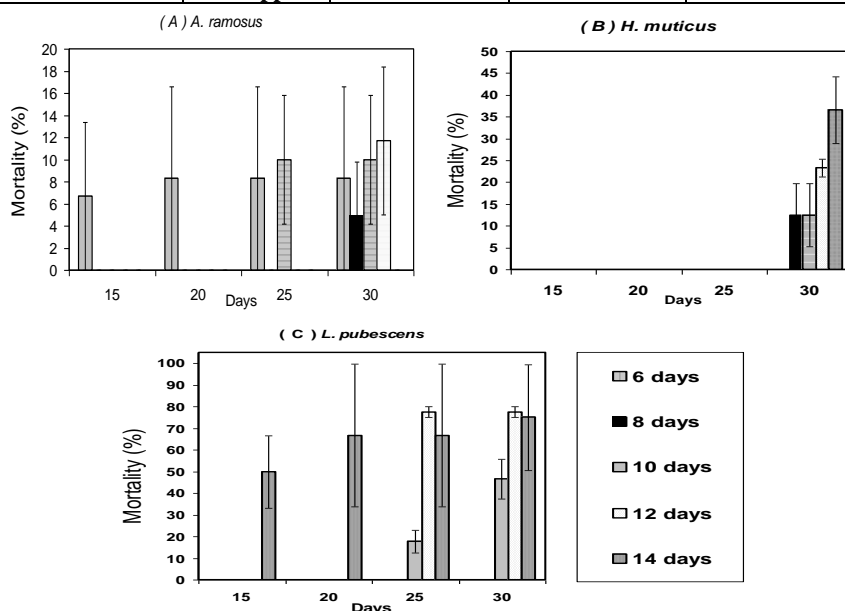 ( A ) A. ramosus
Mortality (%)
20
18
16
14
12
10
8
6
4
2
0
15 20 25 30
Days
( B ) H. muticus
Mortality (%)
50
45
40
35
30
25
20
15
10
5
0
15 20 25 30
Days
( C ) L. pubescens
Mortality (%)
100
90
80
70
60
50
40
30
20
10
0
15 20 25 30
Days
6 days
8 days
10 days
12 days
14 days